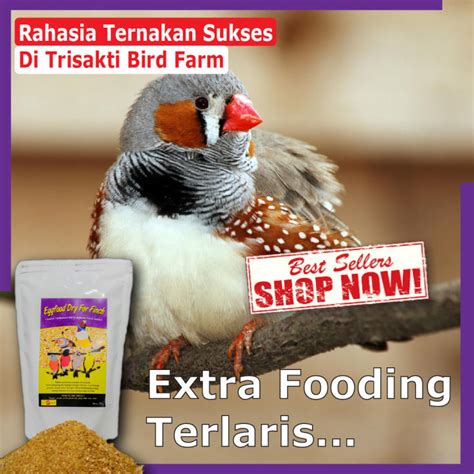 Rahasia Ternakan Sukses
Di Trisakti Bird Farm
Best Sellers
SHOP NOW!
Eggfood Dry For Finch
Extra Fooding
Terlaris...